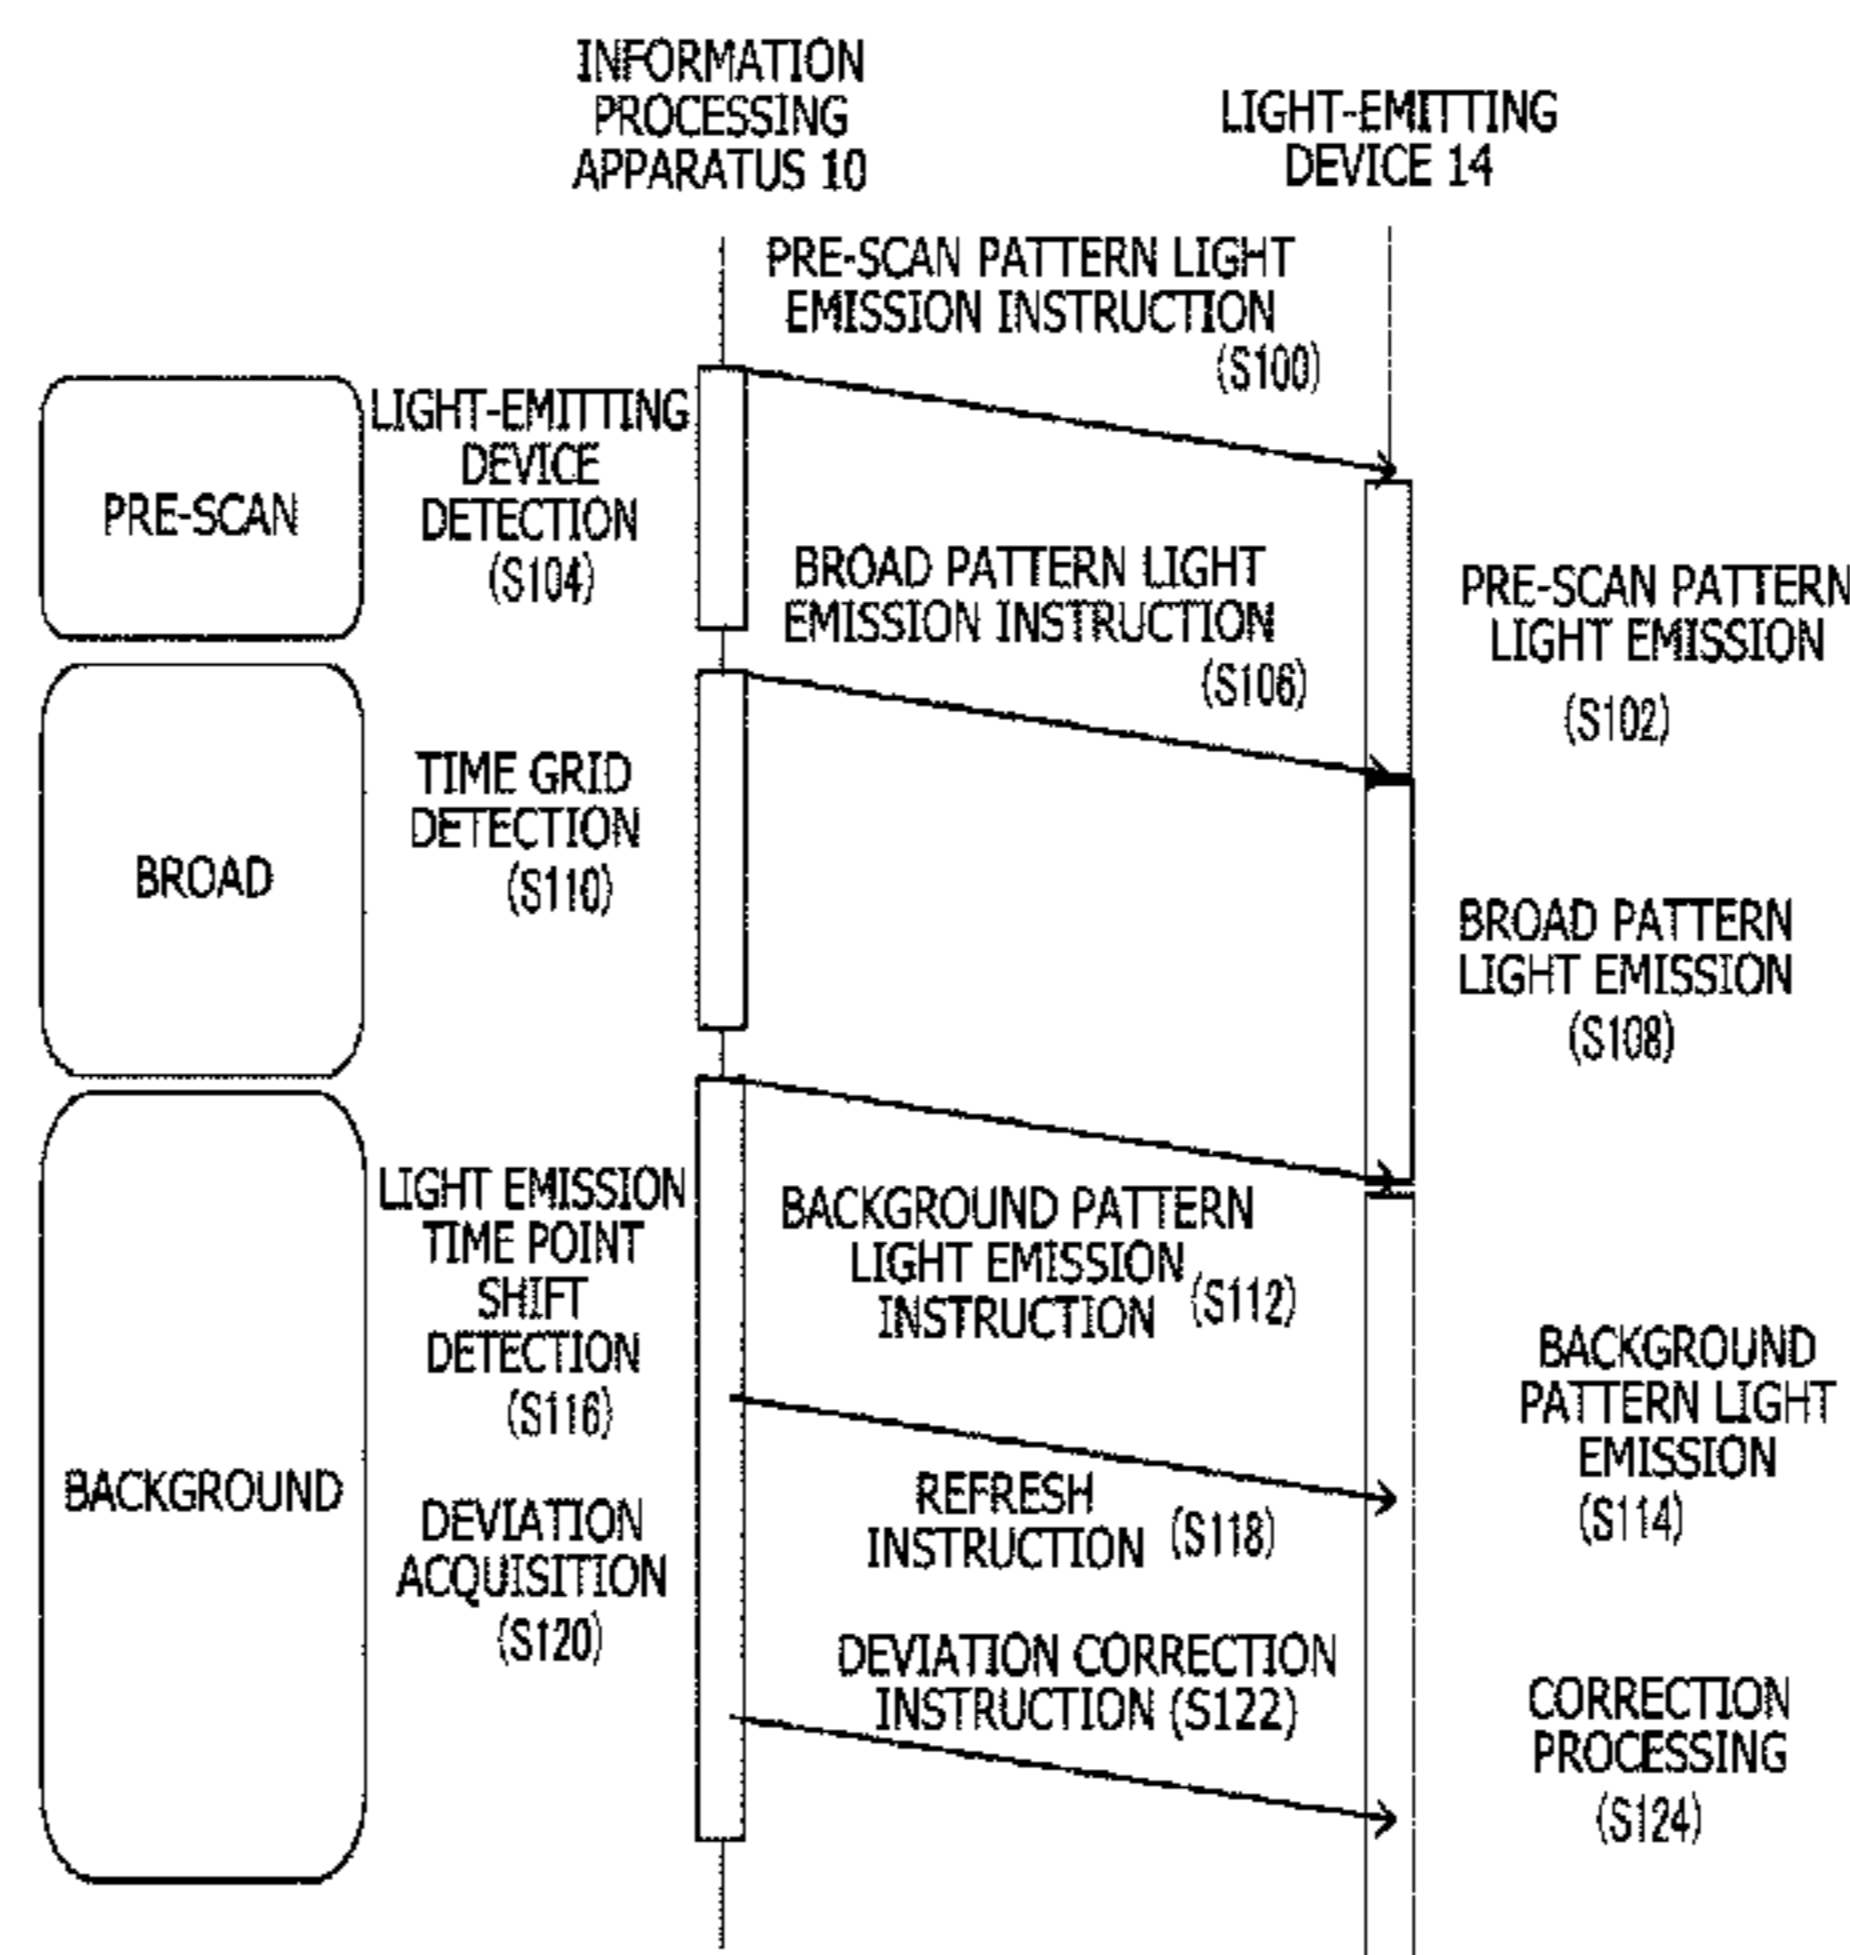 INFORMATION
PROCESSING
APPARATUS 10
LIGHT-EMITTING
DEVICE 14
PRE-SCAN PATTERN LIGHT
EMISSION INSTRUCTION
(S100)
PRE-SCAN
LIGHT-EMITTING
DEVICE
DETECTION
(S104)
BROAD PATTERN LIGHT
EMISSION INSTRUCTION
(S106)
PRE-SCAN PATTERN
LIGHT EMISSION
(S102)
BROAD
TIME GRID
DETECTION
(S110)
BROAD PATTERN
LIGHT EMISSION
(S108)
BACKGROUND
LIGHT EMISSION
TIME POINT
SHIFT
DETECTION
(S116)
BACKGROUND PATTERN
LIGHT EMISSION
INSTRUCTION (S112)
BACKGROUND
PATTERN LIGHT
EMISSION
(S114)
REFRESH
INSTRUCTION (S118)
DEVIATION
ACQUISITION
(S120)
DEVIATION CORRECTION
INSTRUCTION (S122)
CORRECTION
PROCESSING
(S124)